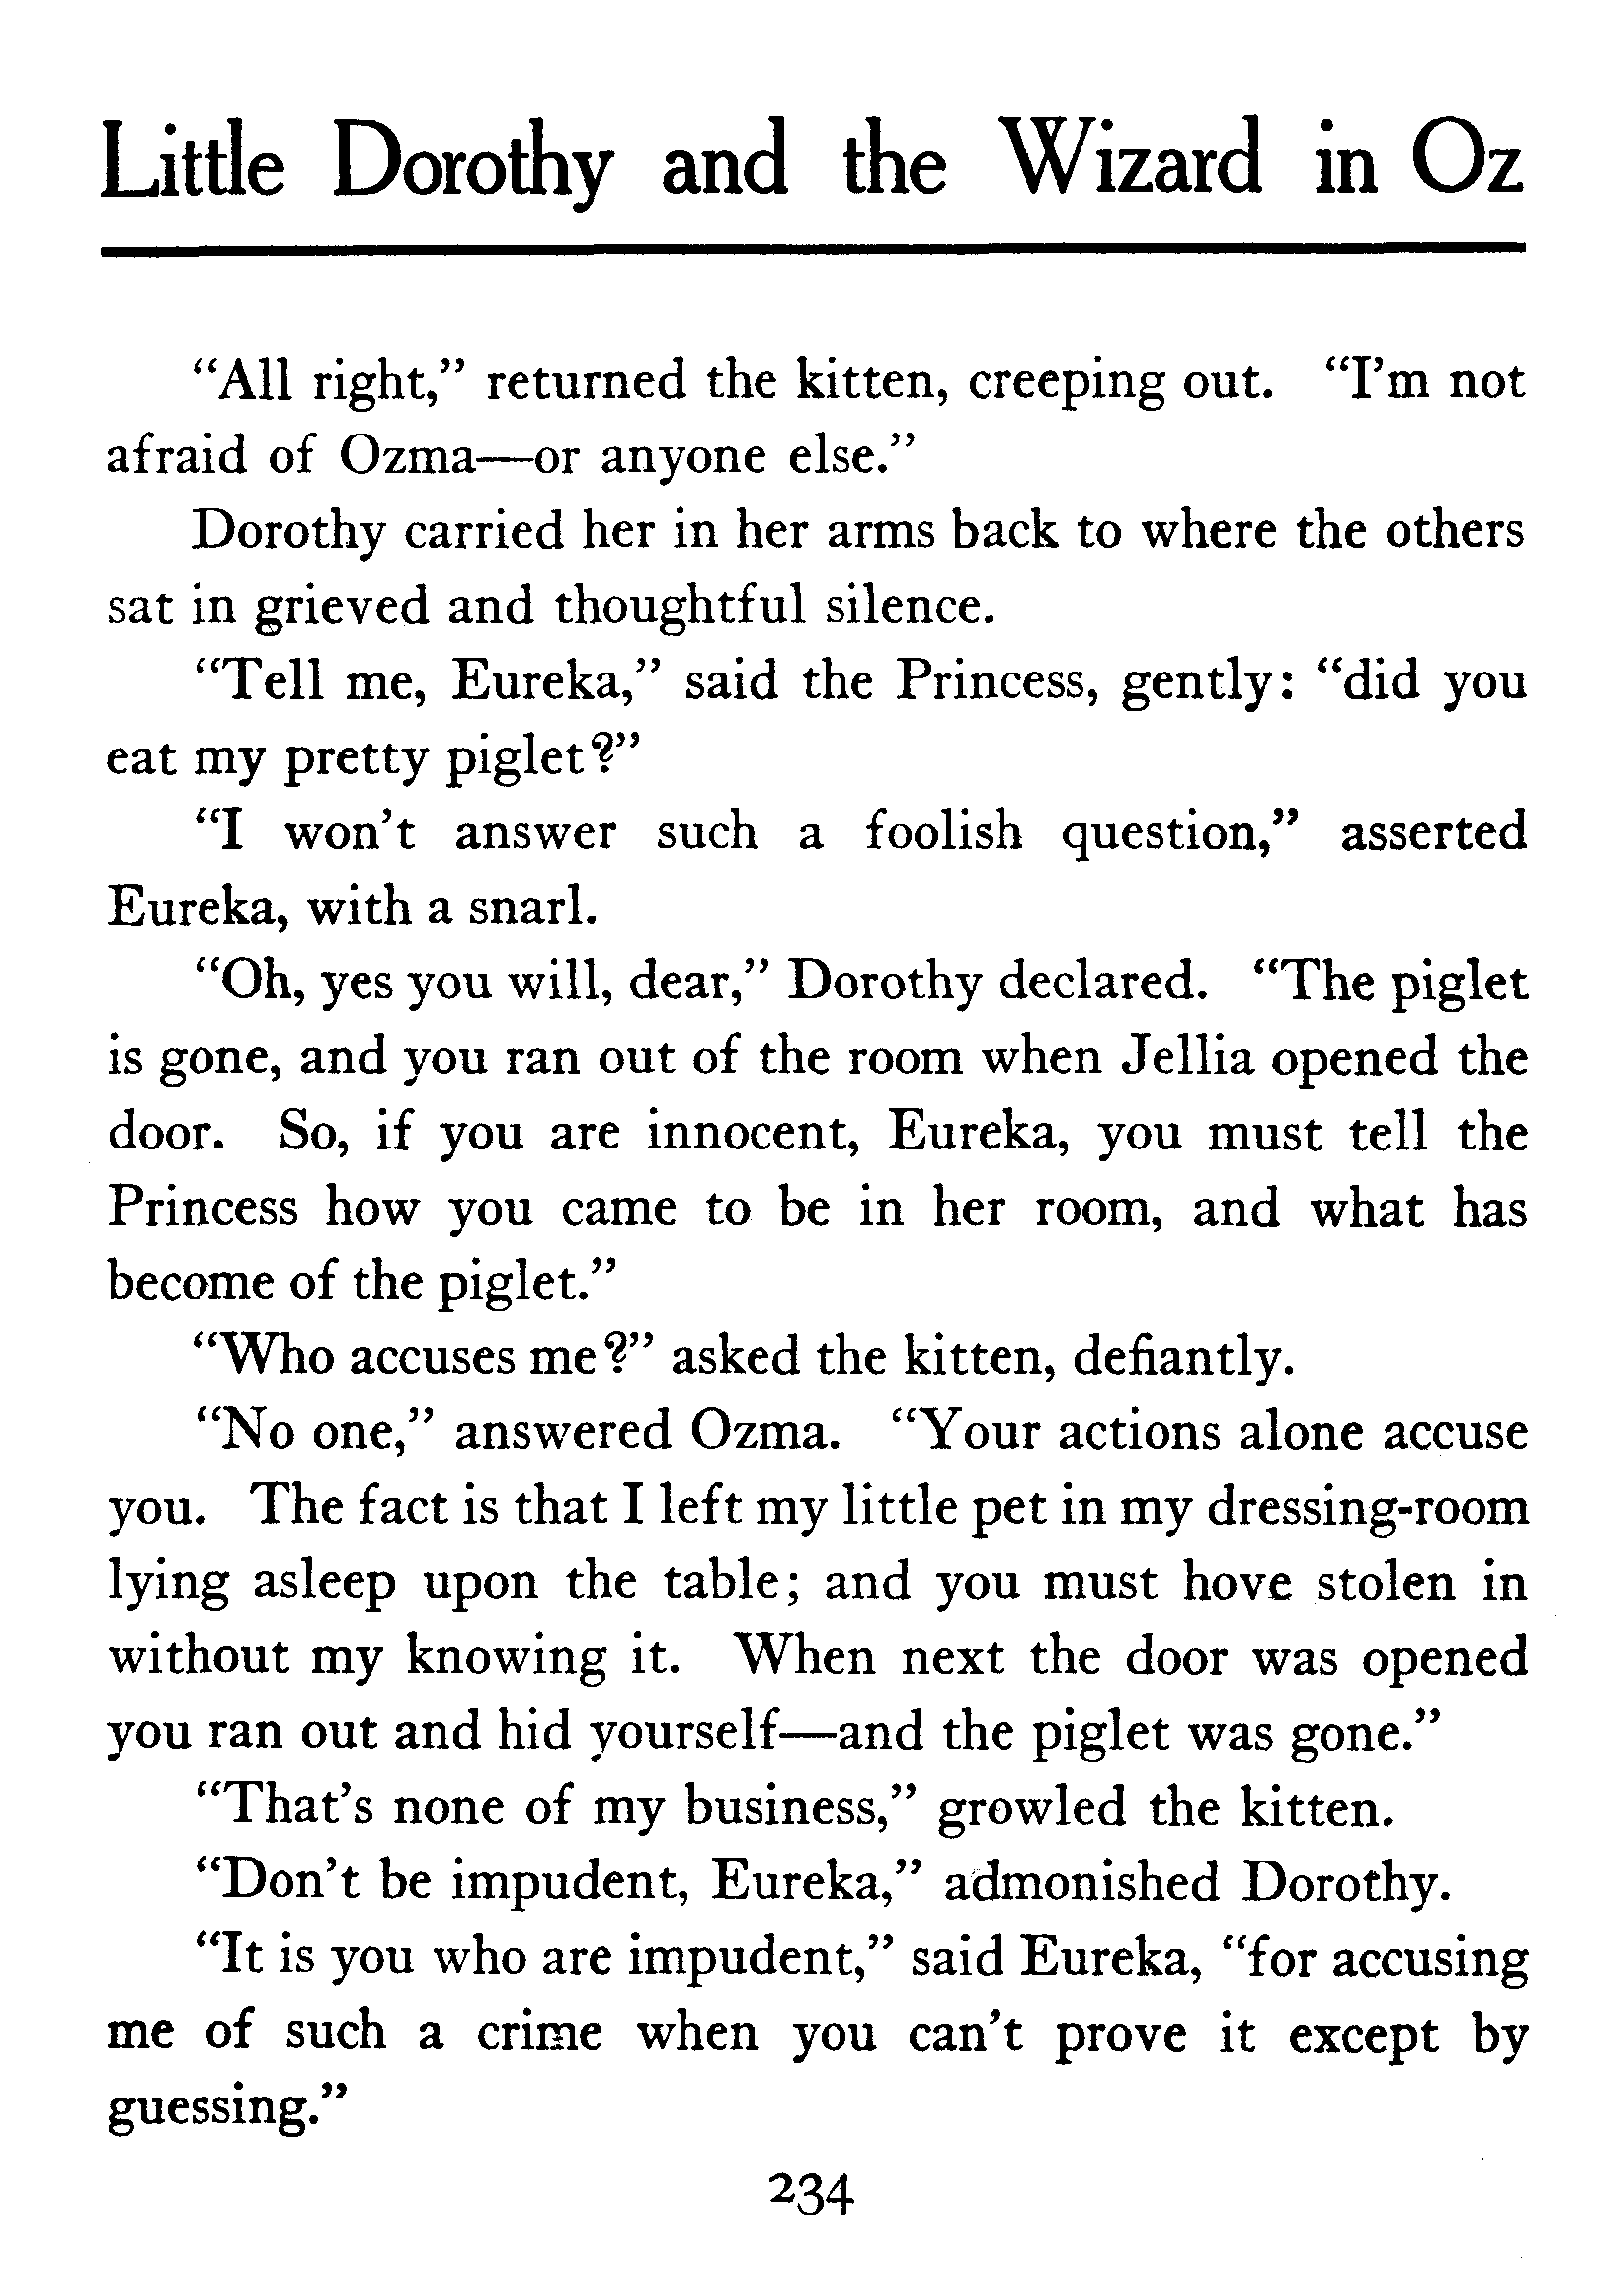 Little Dorothy and the Wizard in Oz
“All right,” returned the kitten, creeping out. “I’m not
afraid of Ozma—or anyone else.”
Dorothy carried her in her arms back to where the others
sat in grieved and thoughtful silence.
“Tell me, Eureka,” said the Princess, gently: “did you
eat my pretty piglet?”
“I won’t answer such a foolish question,” asserted
Eureka, with a snarl.
“Oh, yes you will, dear,” Dorothy declared. “The piglet
is gone, and you ran out of the room when Jellia opened the
door. So, if you are innocent, Eureka, you must tell the
Princess how you came to be in her room, and what has
become of the piglet.”
“Who accuses me?” asked the kitten, defiantly.
“No one,” answered Ozma. “Your actions alone accuse
you. The fact is that I left my little pet in my dressing-room
lying asleep upon the table; and you must hove stolen in
without my knowing it. When next the door was opened
you ran out and hid yourself—and the piglet was gone.”
“That’s none of my business,” growled the kitten.
“Don’t be impudent, Eureka,” admonished Dorothy.
“It is you who are impudent,” said Eureka, “for accusing
me of such a crime when you can’t prove it except by
guessing.”
234